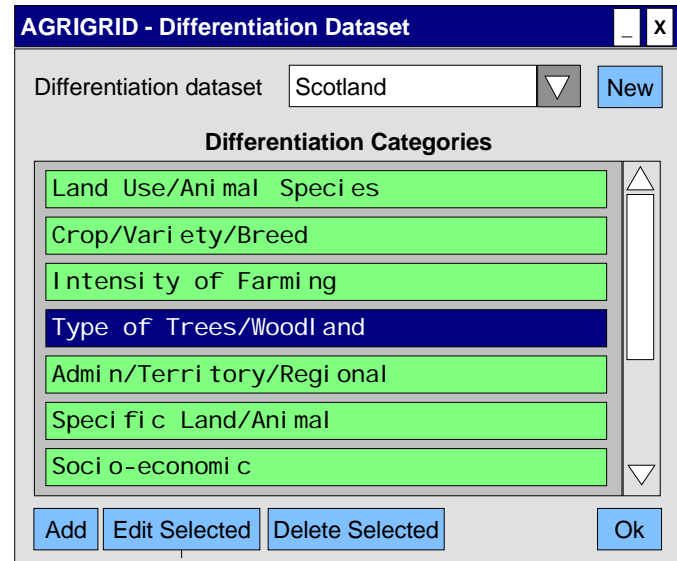 AGRIGRID - Differentiation Dataset _ X
Differentiation dataset Scotland New
Differentiation Categories
Land Use/Animal Species
Crop/Variety/Breed
Intensity of Farming
Type of Trees/Woodland
Admin/Territory/Regional
Specific Land/Animal
Socio-economic
Add Edit Selected Delete Selected Ok